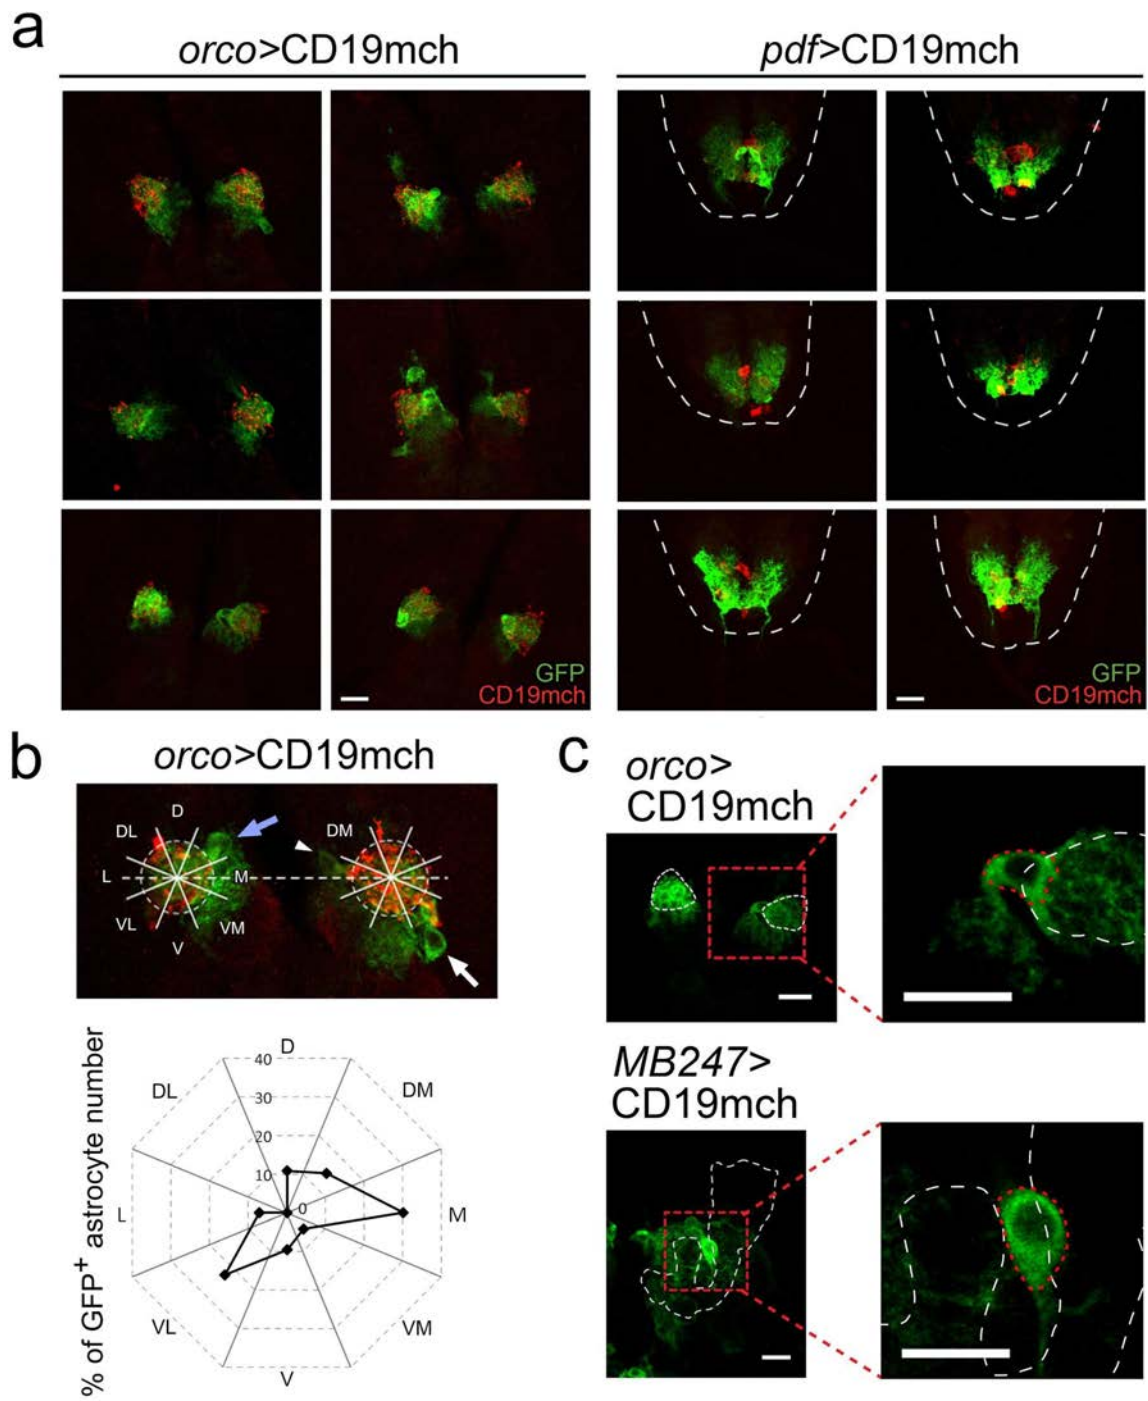 a
orco>CD19mch
pdf>CD19mch
GFP
CD19mch
GFP
CD19mch
b
orco>CD19mch
D
DL
DM
L
M
VL
VM
V
% of GFP+ astrocyte number
D
40
DL
DM
30
20
10
0
L
M
VL
VM
V
c
orco>
CD19mch
MB247>
CD19mch